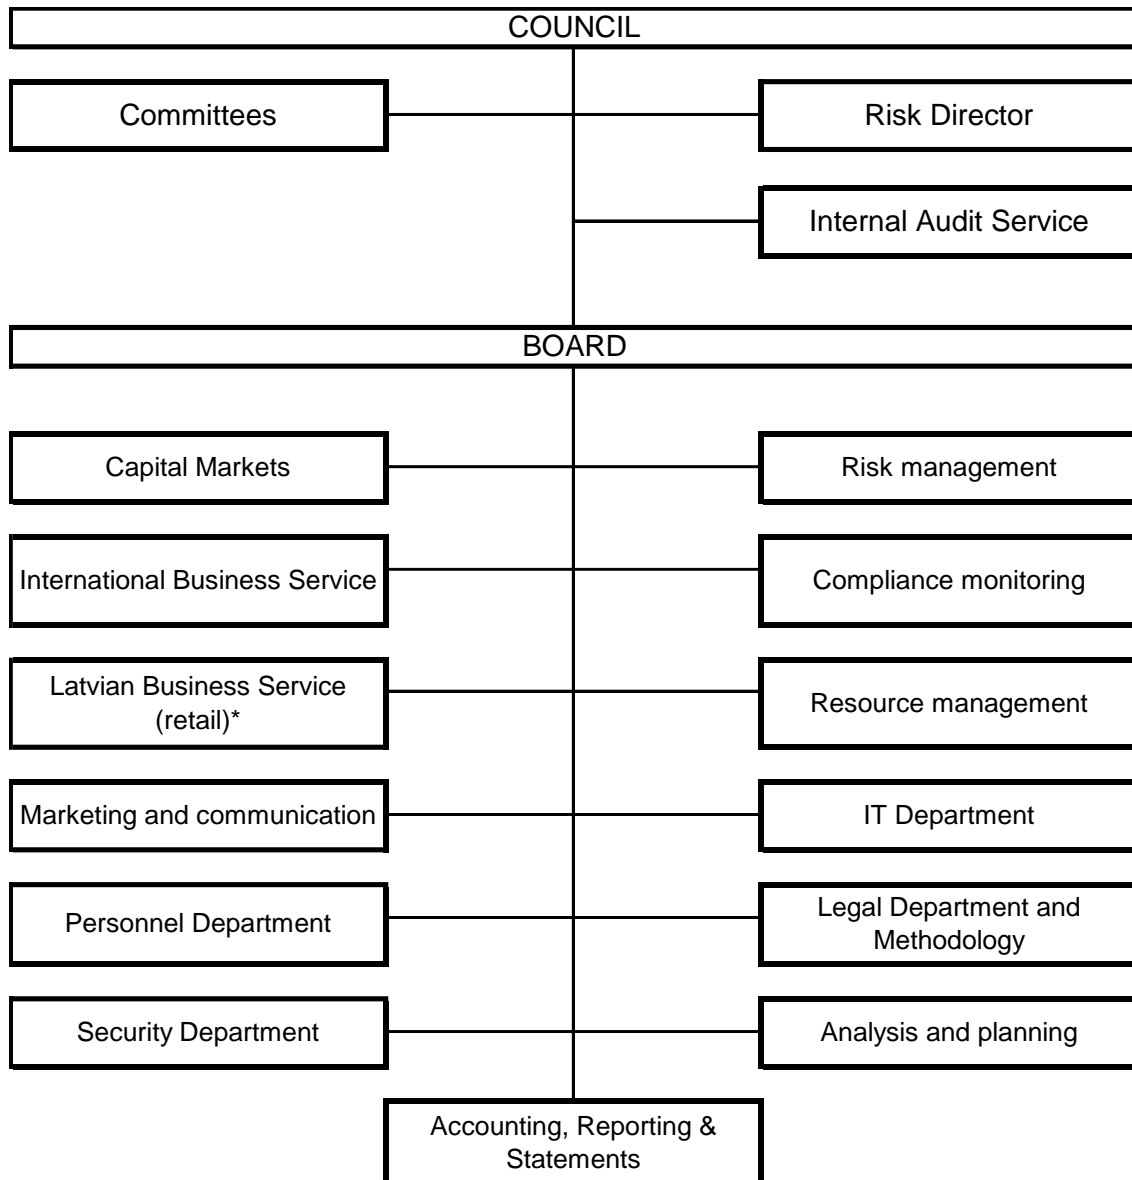 COUNCIL
Committees
Risk Director
Internal Audit Service
BOARD
Capital Markets
Risk management
International Business Service
Compliance monitoring
Latvian Business Service
(retail)*
Resource management
Marketing and communication
IT Department
Personnel Department
Legal Department and
Methodology
Security Department
Analysis and planning
Accounting, Reporting &
Statements